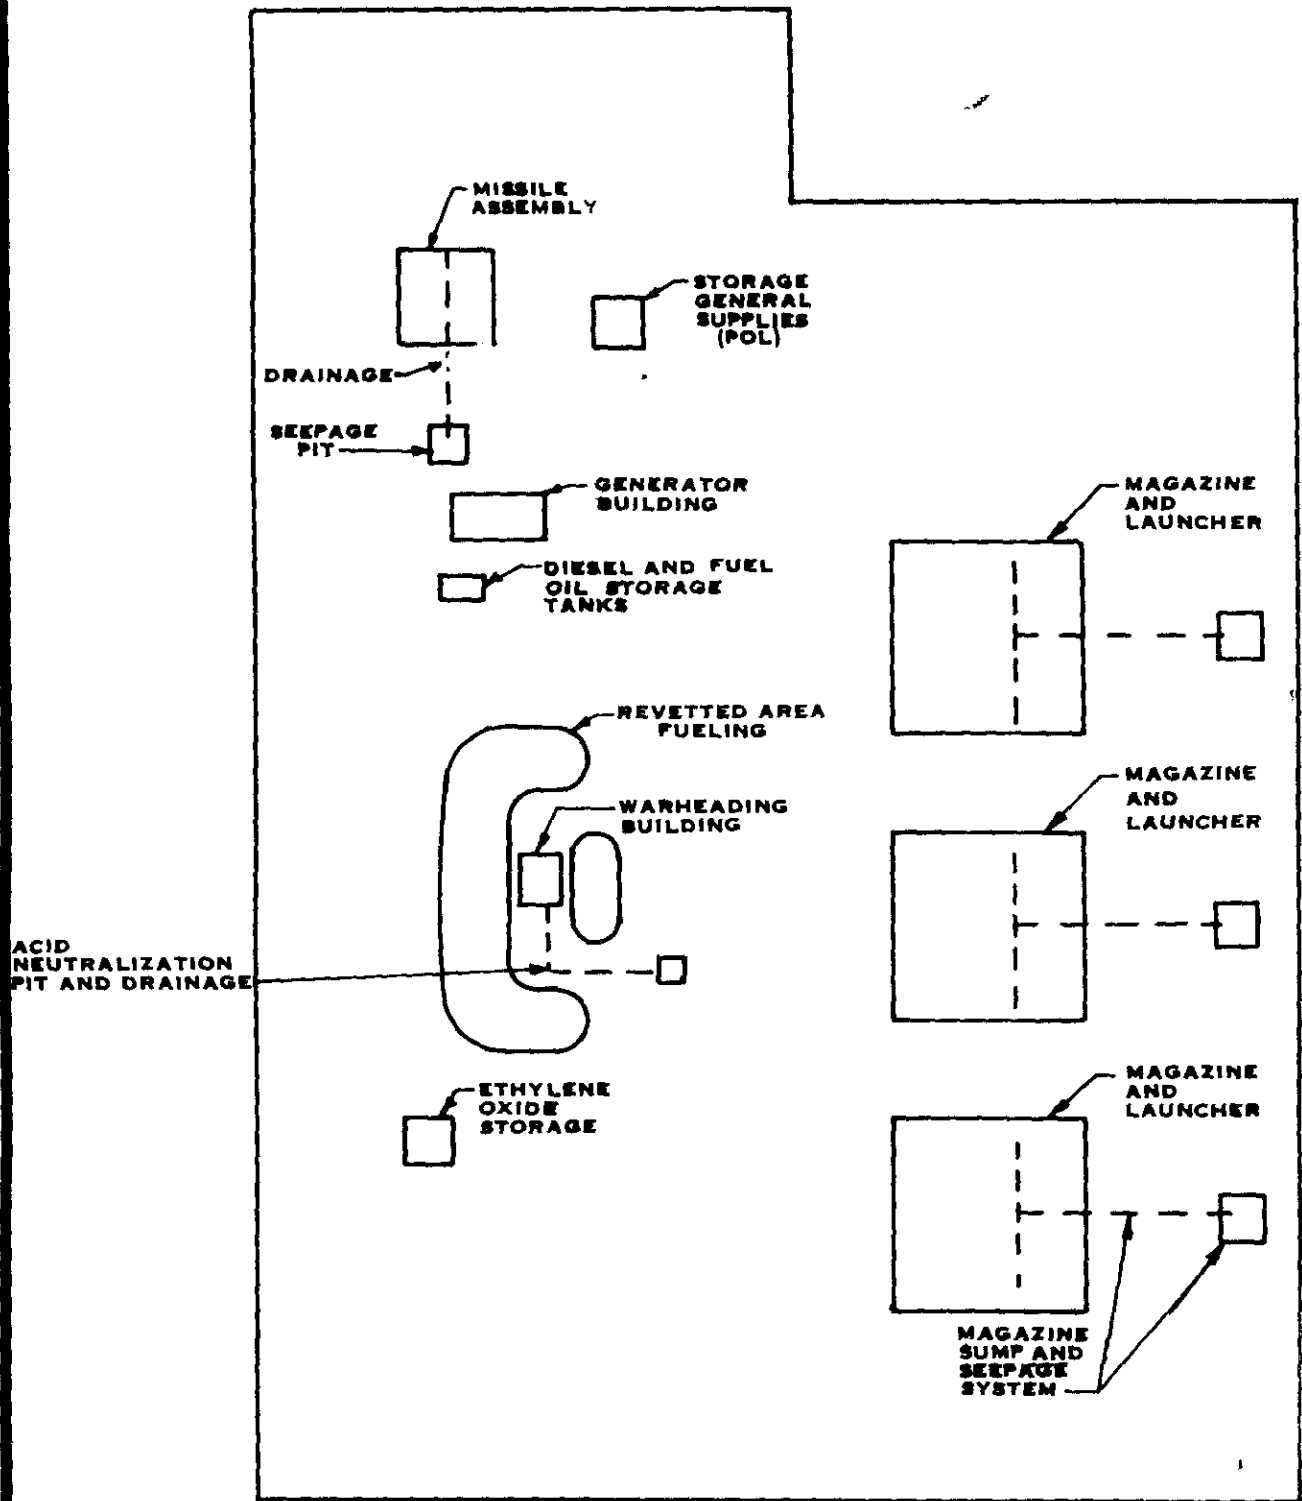 MISSILE
ASSEMBLY
STORAGE
GENERAL
SUPPLIES
(POL)
DRAINAGE
SEEPAGE
PIT
GENERATOR
BUILDING
MAGAZINE
AND
LAUNCHER
DIESEL AND FUEL
OIL STORAGE
TANKS
REVETTED AREA
FUELING
MAGAZINE
AND
LAUNCHER
WARHEADING
BUILDING
ACID
NEUTRALIZATION
PIT AND DRAINAGE
ETHYLENE
OXIDE
STORAGE
MAGAZINE
AND
LAUNCHER
MAGAZINE
SUMP AND
SEEPAGE
SYSTEM